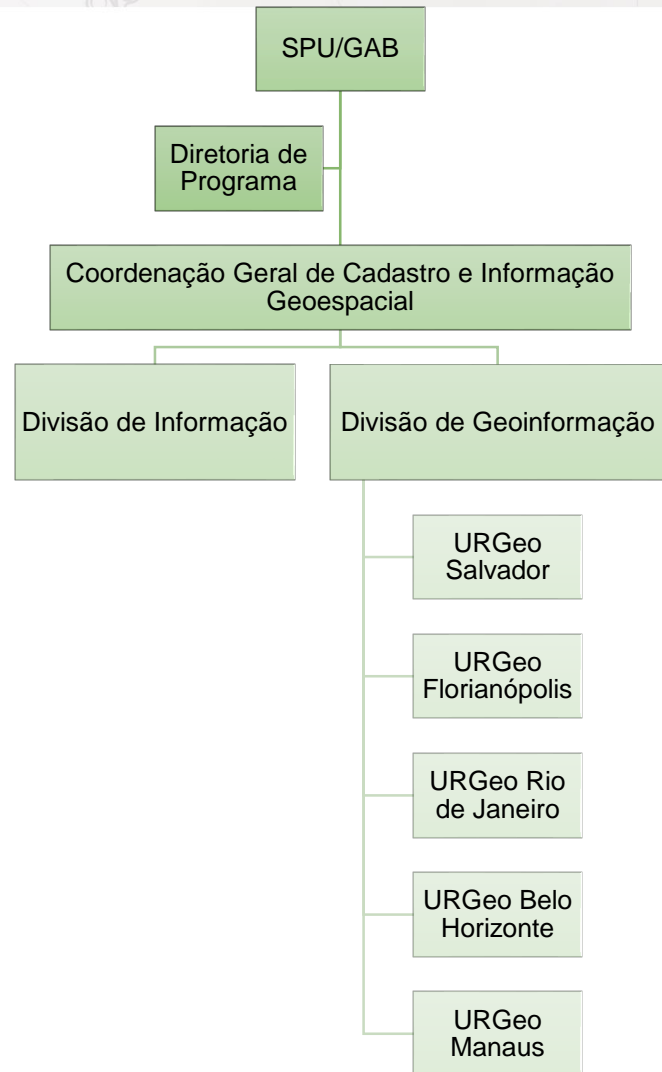 SPU/GAB
Diretoria de
Programa
Coordenação Geral de Cadastro e Informação
Geoespacial
Divisão de Informação
Divisão de Geoinformação
URGeo
Salvador
URGeo
Florianópolis
URGeo Rio
de Janeiro
URGeo Belo
Horizonte
URGeo
Manaus